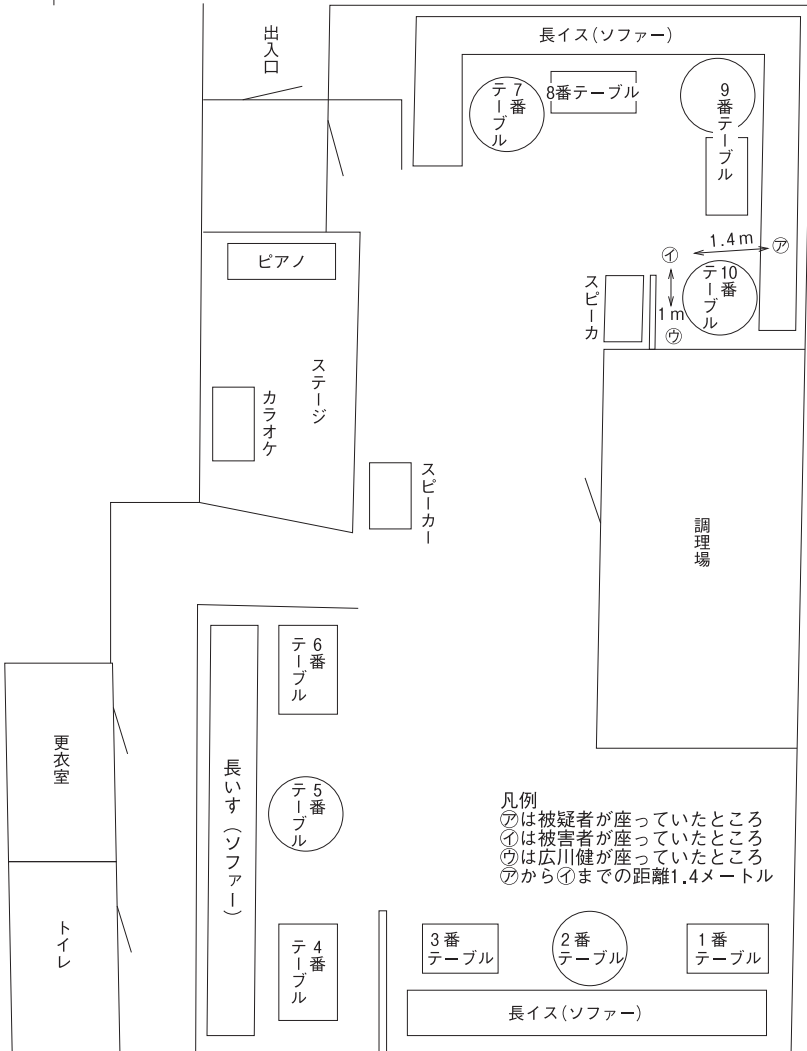 出入口
長イス(ソファー)
7番
テーブル
8番テーブル
9番テーブル
ピアノ
1.4m
㋐
㋑
1m
㋒
10番
テーブル
スピーカ
ステージ
カラオケ
スピーカー
調理場
6番
テーブル
更衣室
長いす(ソファー)
5番
テーブル
凡例
㋐は被疑者が座っていたところ
㋑は被害者が座っていたところ
㋒は広川健が座っていたところ
㋐から㋑までの距離1.4メートル
トイレ
4番
テーブル
3番
テーブル
2番
テーブル
1番
テーブル
長イス(ソファー)